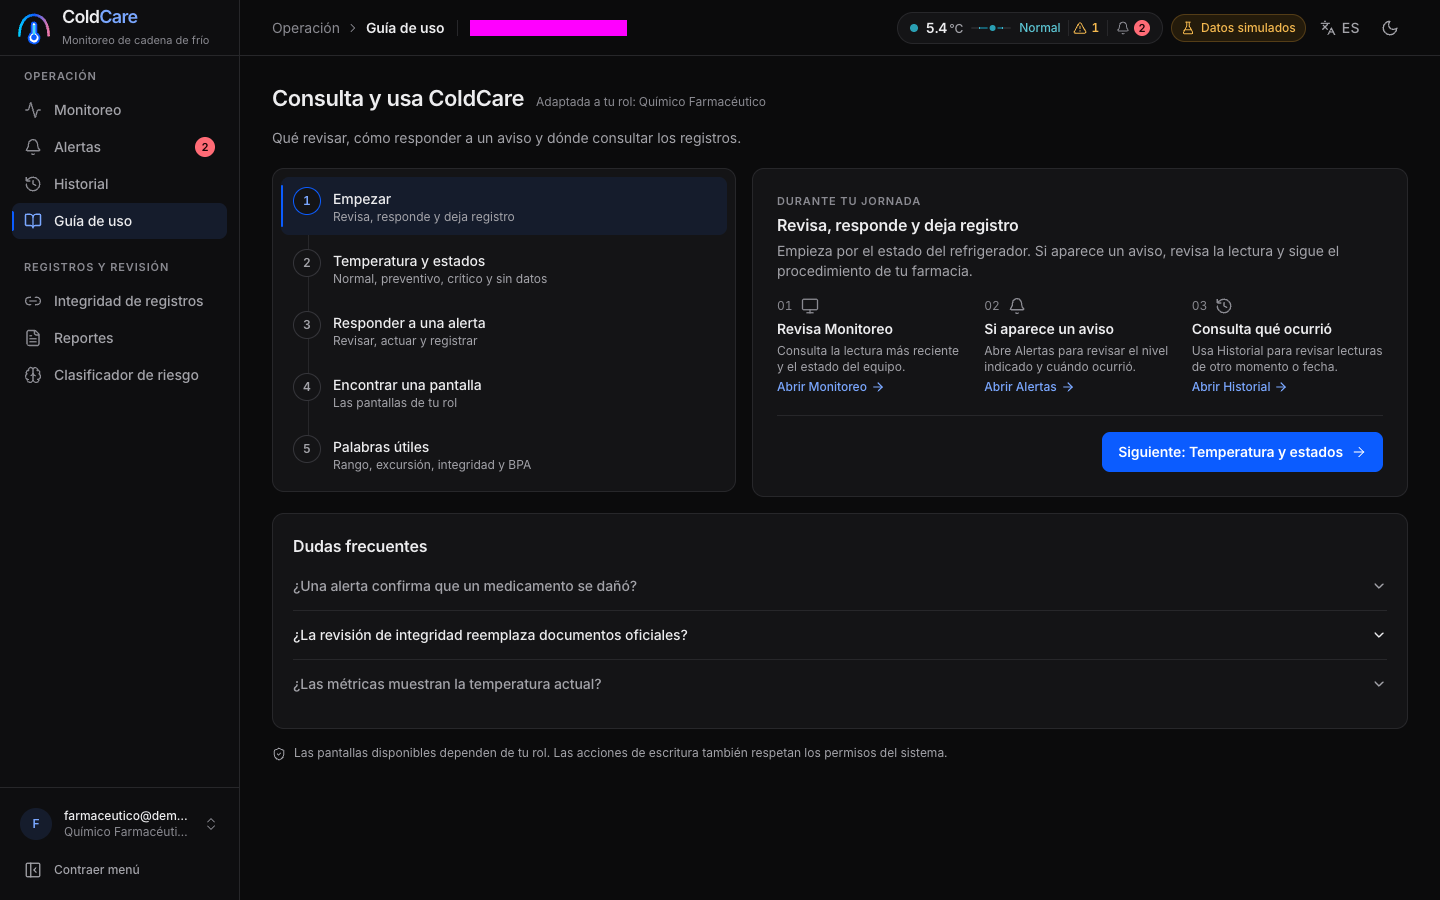 ColdCare
Monitoreo de cadena de frío
OPERACIÓN
Monitoreo
Alertas
2
Historial
Guía de uso
REGISTROS Y REVISIÓN
Integridad de registros
Reportes
Clasificador de riesgo
F
farmaceutico@dem...
Químico Farmacéuti...
Contraer menú
Operación
Guía de uso
5.4 °C
Normal
1
2
Datos simulados
ES
Consulta y usa ColdCare
Adaptada a tu rol: Químico Farmacéutico
Qué revisar, cómo responder a un aviso y dónde consultar los registros.
1
Empezar
Revisa, responde y deja registro
2
Temperatura y estados
Normal, preventivo, crítico y sin datos
3
Responder a una alerta
Revisar, actuar y registrar
4
Encontrar una pantalla
Las pantallas de tu rol
5
Palabras útiles
Rango, excursión, integridad y BPA
DURANTE TU JORNADA
Revisa, responde y deja registro
Empieza por el estado del refrigerador. Si aparece un aviso, revisa la lectura y sigue el
procedimiento de tu farmacia.
01
Revisa Monitoreo
Consulta la lectura más reciente
y el estado del equipo.
Abrir Monitoreo
02
Si aparece un aviso
Abre Alertas para revisar el nivel
indicado y cuándo ocurrió.
Abrir Alertas
03
Consulta qué ocurrió
Usa Historial para revisar lecturas
de otro momento o fecha.
Abrir Historial
Siguiente: Temperatura y estados
Dudas frecuentes
¿Una alerta confirma que un medicamento se dañó?
¿La revisión de integridad reemplaza documentos oficiales?
¿Las métricas muestran la temperatura actual?
Las pantallas disponibles dependen de tu rol. Las acciones de escritura también respetan los permisos del sistema.